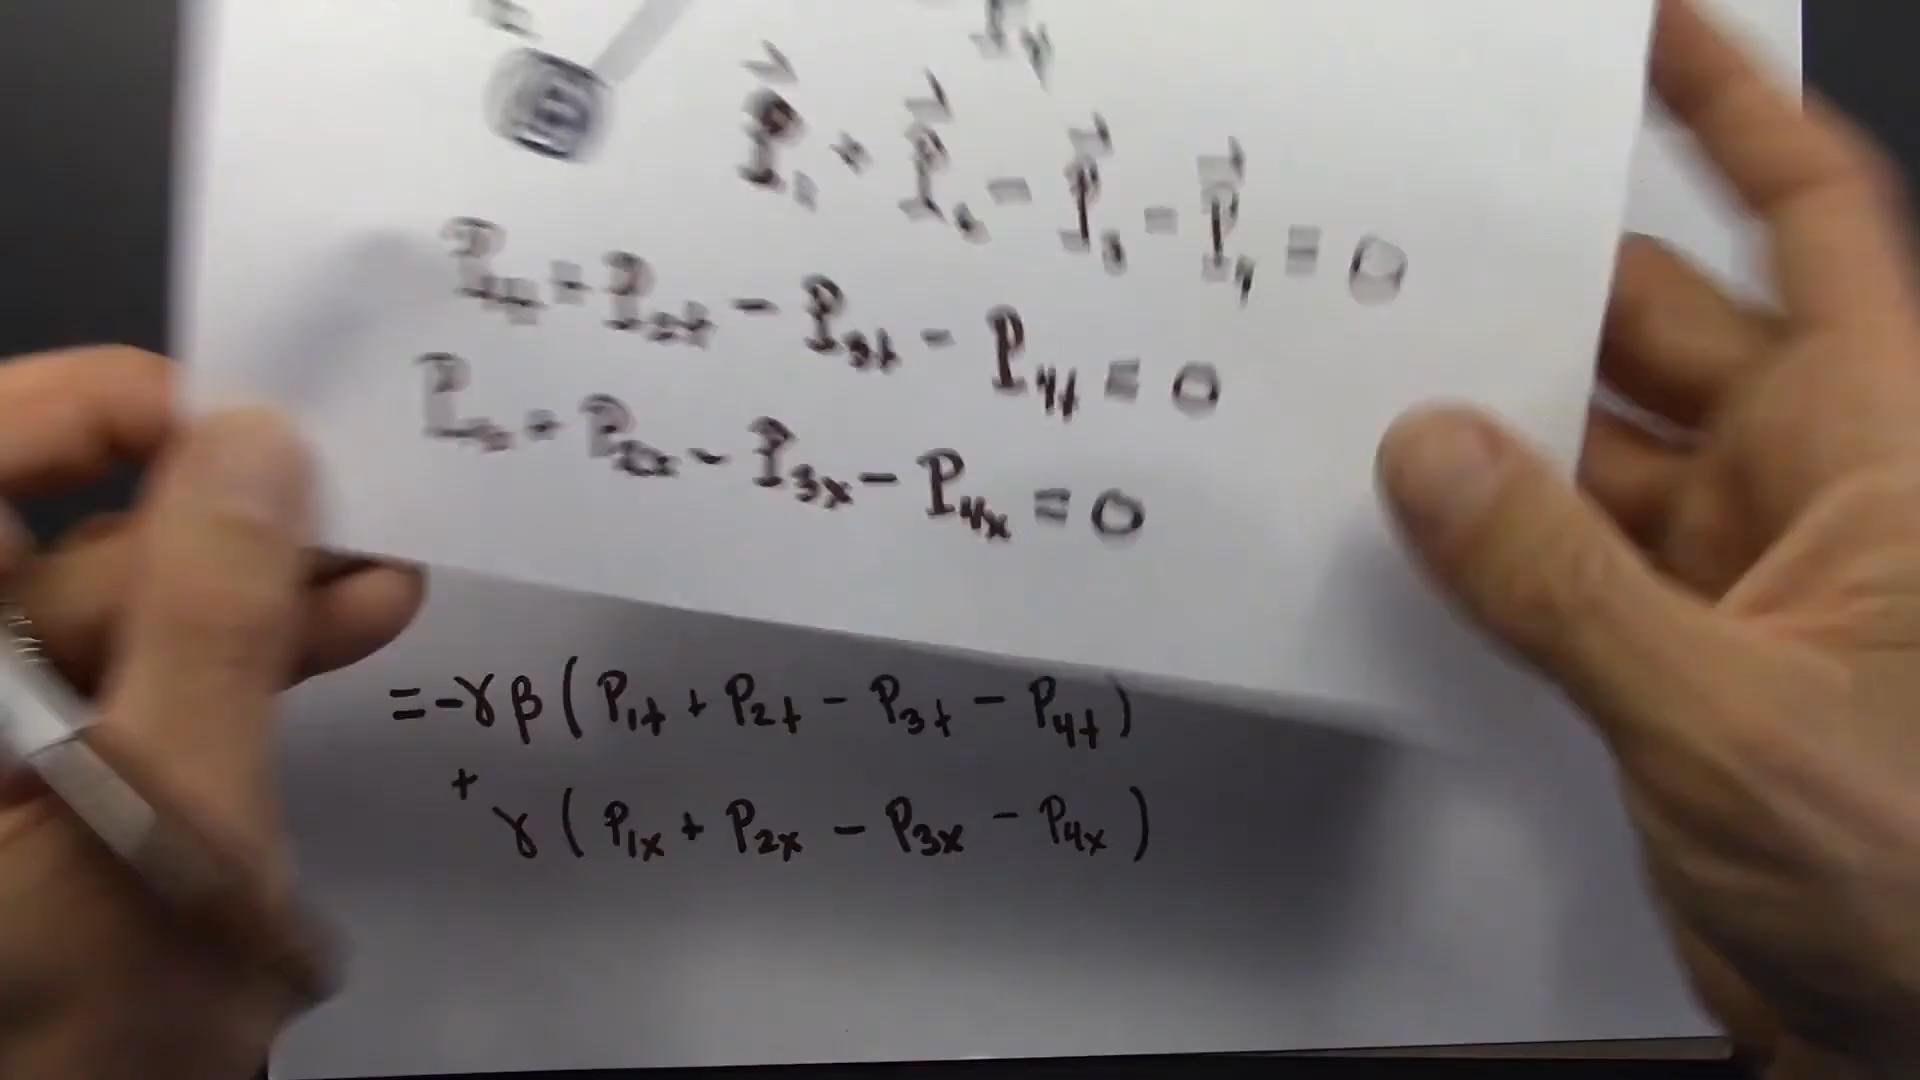 P₄
P⃗₁ + P⃗₂ - P⃗₃ - P⃗₄ = 0
P₁t + P₂t - P₃t - P₄t = 0
P₁x + P₂x - P₃x - P₄x = 0
= -γβ ( P₁t + P₂t - P₃t - P₄t )
+ γ ( P₁x + P₂x - P₃x - P₄x )